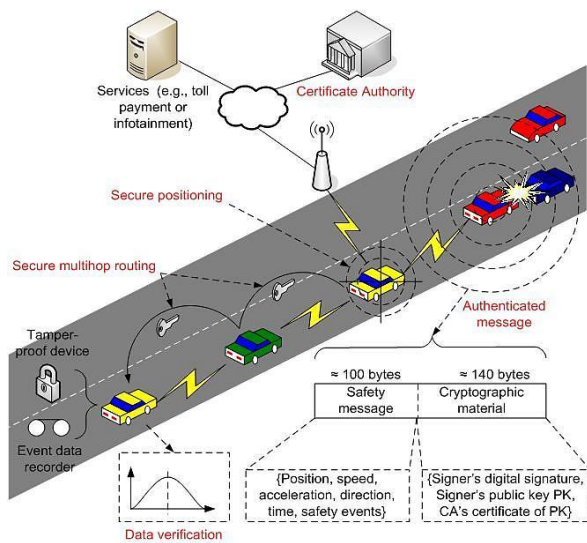 Services (e.g., toll
payment or
infotainment)
Certificate Authority
Secure positioning
Secure multihop routing
Authenticated
message
Tamper-
proof device
≈ 100 bytes
≈ 140 bytes
Safety
message
Cryptographic
material
Event data
recorder
{Position, speed,
acceleration, direction,
time, safety events}
{Signer's digital signature,
Signer's public key PK,
CA's certificate of PK}
Data verification